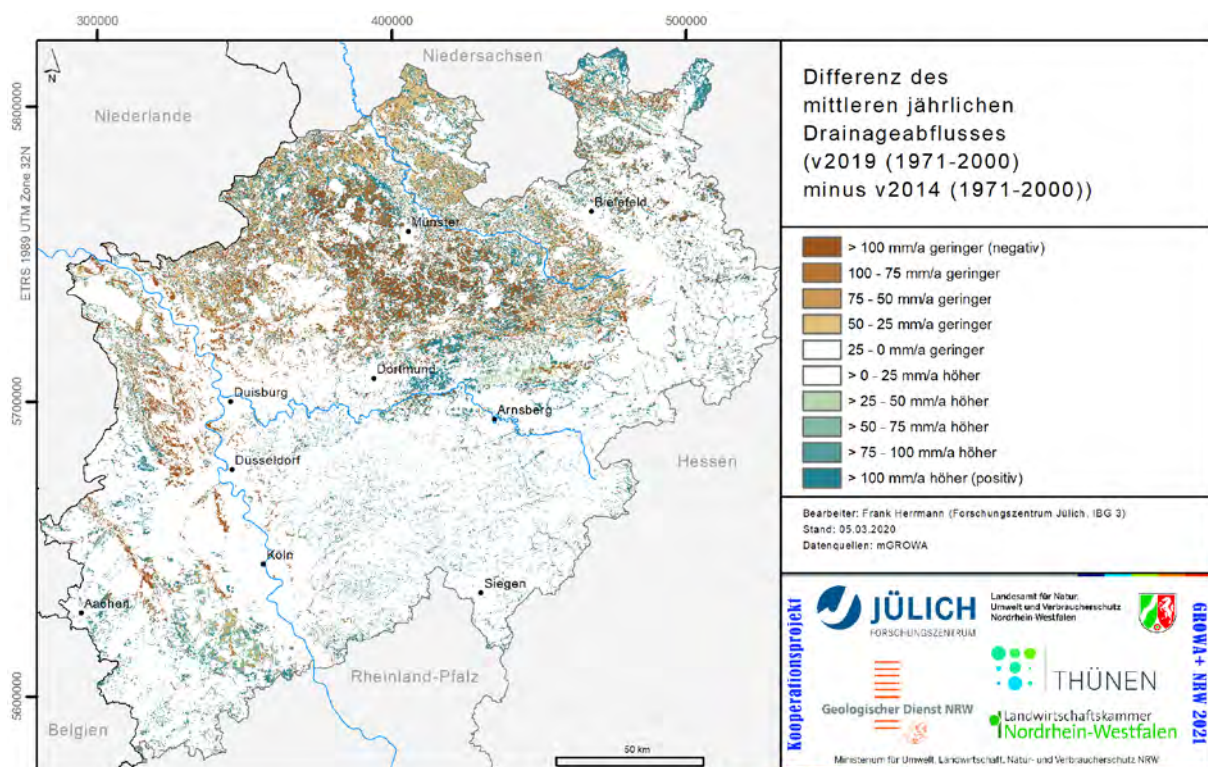 300000
400000
500000
5800000
5700000
5600000
ETRS 1989 UTM Zone 32N
N
Niedersachsen
Niederlande
Bielefeld
Münster
Dortmund
Duisburg
Arnsberg
Düsseldorf
Hessen
Köln
Siegen
Aachen
Rheinland-Pfalz
Belgien
50 km
Differenz des
mittleren jährlichen
Drainageabflusses
(v2019 (1971-2000)
minus v2014 (1971-2000))
> 100 mm/a geringer (negativ)
100 - 75 mm/a geringer
75 - 50 mm/a geringer
50 - 25 mm/a geringer
25 - 0 mm/a geringer
> 0 - 25 mm/a höher
> 25 - 50 mm/a höher
> 50 - 75 mm/a höher
> 75 - 100 mm/a höher
> 100 mm/a höher (positiv)
Bearbeiter: Frank Herrmann (Forschungszentrum Jülich, IBG 3)
Stand: 05.03.2020
Datenquellen: mGROWA
Kooperationsprojekt
JÜLICH
FORSCHUNGSZENTRUM
Landesamt für Natur,
Umwelt und Verbraucherschutz
Nordrhein-Westfalen
Geologischer Dienst NRW
THÜNEN
Landwirtschaftskammer
Nordrhein-Westfalen
GROWA+ NRW 2021
Ministerium für Umwelt, Landwirtschaft, Natur- und Verbraucherschutz NRW